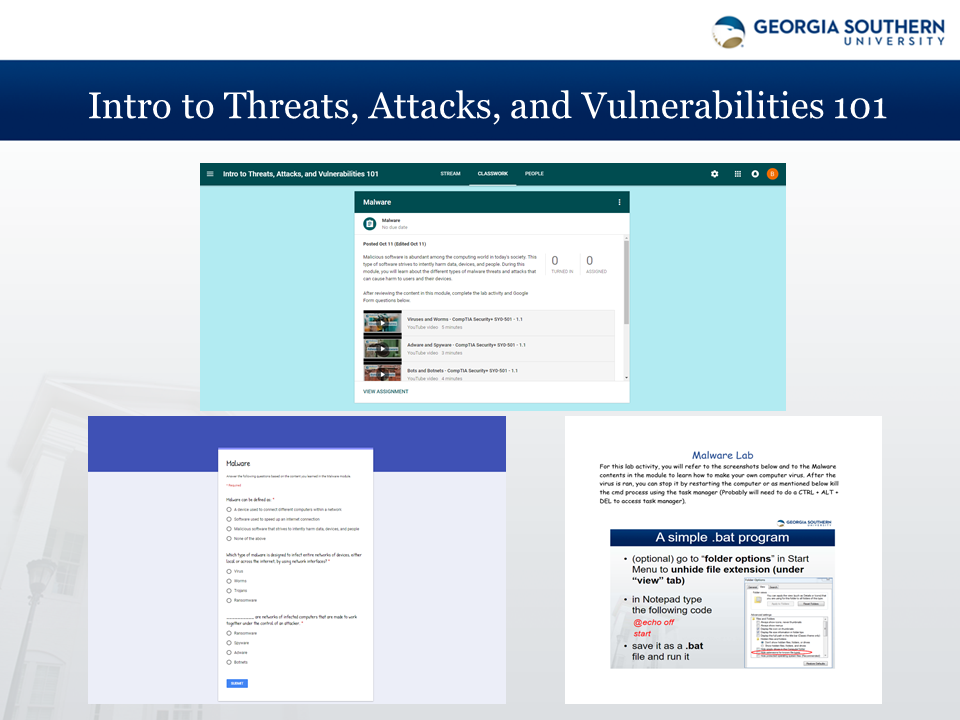 GEORGIA SOUTHERN
UNIVERSITY
Intro to Threats, Attacks, and Vulnerabilities 101
Intro to Threats, Attacks, and Vulnerabilities 101
STREAM
CLASSWORK
PEOPLE
B
Malware
Malware
No due date
Posted Oct 11 (Edited Oct 11)
Malicious software is abundant among the computing world in today's society. This
type of software strives to intently harm data, devices, and people. During this
module, you will learn about the different types of malware threats and attacks that
can cause harm to users and their devices.
After reviewing the content in this module, complete the lab activity and Google
Form questions below.
0
TURNED IN
0
ASSIGNED
Viruses and Worms - CompTIA Security+ SY0-501 - 1.1
YouTube video 5 minutes
Adware and Spyware - CompTIA Security+ SY0-501 - 1.1
YouTube video 3 minutes
Bots and Botnets - CompTIA Security+ SY0-501 - 1.1
YouTube video 4 minutes
VIEW ASSIGNMENT
Malware
Answer the following questions based on the content you learned in the Malware module.
* Required
Malware can be defined as: *
A device used to connect different computers within a network
Software used to speed up an internet connection
Malicious software that strives to intently harm data, devices, and people
None of the above
Which type of malware is designed to infect entire networks of devices, either
local or across the internet, by using network interfaces? *
Virus
Worms
Trojans
Ransomware
____________ are networks of infected computers that are made to work
together under the control of an attacker. *
Ransomware
Spyware
Adware
Botnets
SUBMIT
Malware Lab
For this lab activity, you will refer to the screenshots below and to the Malware
contents in the module to learn how to make your own computer virus. After the
virus is ran, you can stop it by restarting the computer or as mentioned below kill
the cmd process using the task manager (Probably will need to do a CTRL + ALT +
DEL to access task manager).
GEORGIA SOUTHERN
UNIVERSITY
A simple .bat program
• (optional) go to "folder options" in Start
Menu to unhide file extension (under
"view" tab)
• in Notepad type
the following code
@echo off
start
• save it as a .bat
file and run it
Folder Options